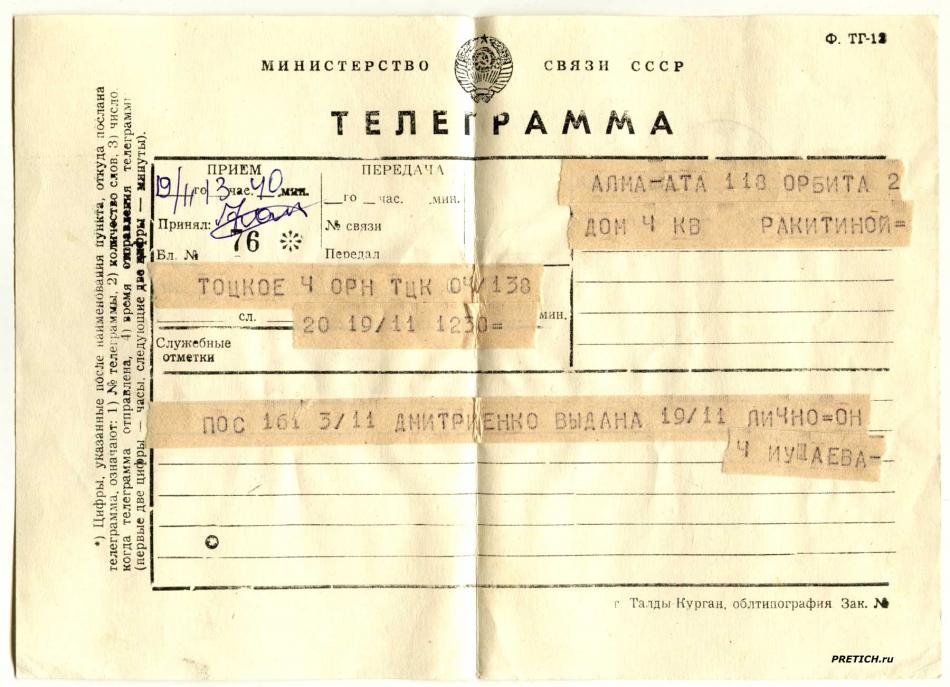 Ф. ТГ-13
МИНИСТЕРСТВО СВЯЗИ СССР
ТЕЛЕГРАММА
ПРИЕМ
19/11 го 13 час. 40 мин.
Принял:
Бл. № 76
ПЕРЕДАЧА
го час. мин.
№ связи
Передал
АЛМА-АТА 118 ОРБИТА 2
ДОМ Ч КВ РАКИТИНОЙ=
ТОЦКОЕ Ч ОРН ТЦК 04/138
сл. 20 19/11 1230= мин.
Служебные
отметки
ПОС 161 3/11 ДМИТРИЕНКО ВЫДАНА 19/11 ЛИЧНО=ОН
Ч ИУШАЕВА-
*) Цифры, указанные после наименования пункта, откуда послана
телеграмма, означают: 1) № телеграммы, 2) количество слов, 3) число,
когда телеграмма отправлена, 4) время отправления телеграммы
(первые две цифры — часы, следующие две цифры — минуты).
г. Талды-Курган, облтипография Зак. №
PRETICH.ru